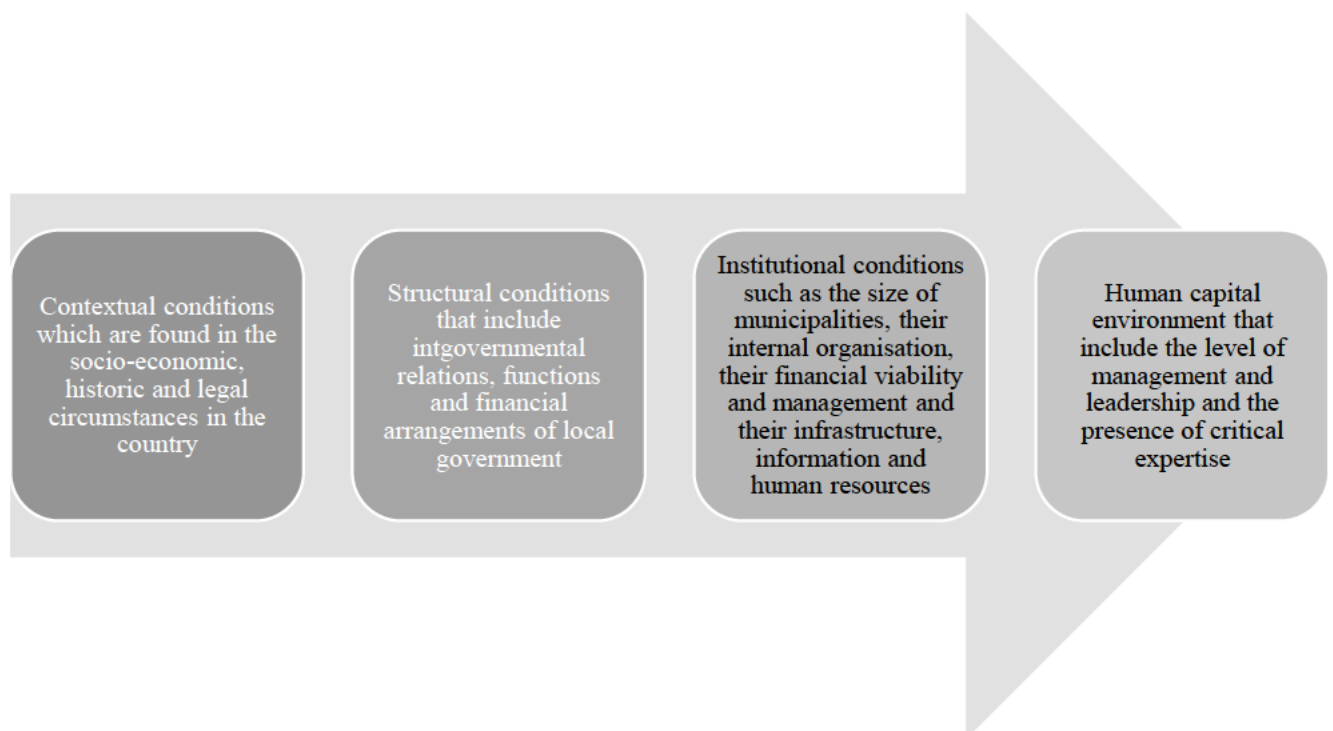 Contextual conditions
which are found in the
socio-economic,
historic and legal
circumstances in the
country
Structural conditions
that include
intgovernmental
relations, functions
and financial
arrangements of local
government
Institutional conditions
such as the size of
municipalities, their
internal organisation,
their financial viability
and management and
their infrastructure,
information and
human resources
Human capital
environment that
include the level of
management and
leadership and the
presence of critical
expertise